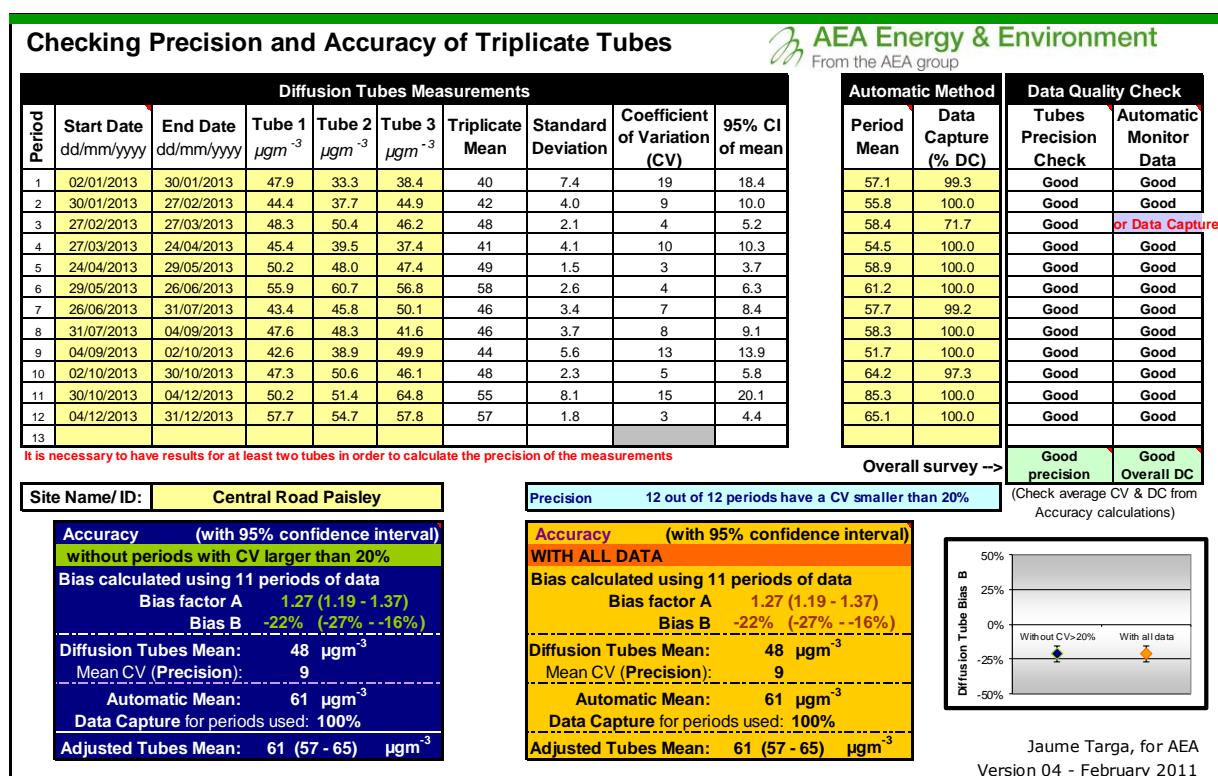 Checking Precision and Accuracy of Triplicate Tubes
AEA Energy & Environment
From the AEA group
Diffusion Tubes Measurements
Automatic Method
Data Quality Check
Period
Start Date dd/mm/yyyy
End Date dd/mm/yyyy
Tube 1 µgm-3
Tube 2 µgm-3
Tube 3 µgm-3
Triplicate Mean
Standard Deviation
Coefficient of Variation (CV)
95% CI of mean
Period Mean
Data Capture (% DC)
Tubes Precision Check
Automatic Monitor Data
1 02/01/2013 30/01/2013 47.9 33.3 38.4 40 7.4 19 18.4 57.1 99.3 Good Good
2 30/01/2013 27/02/2013 44.4 37.7 44.9 42 4.0 9 10.0 55.8 100.0 Good Good
3 27/02/2013 27/03/2013 48.3 50.4 46.2 48 2.1 4 5.2 58.4 71.7 Good or Data Capture
4 27/03/2013 24/04/2013 45.4 39.5 37.4 41 4.1 10 10.3 54.5 100.0 Good Good
5 24/04/2013 29/05/2013 50.2 48.0 47.4 49 1.5 3 3.7 58.9 100.0 Good Good
6 29/05/2013 26/06/2013 55.9 60.7 56.8 58 2.6 4 6.3 61.2 100.0 Good Good
7 26/06/2013 31/07/2013 43.4 45.8 50.1 46 3.4 7 8.4 57.7 99.2 Good Good
8 31/07/2013 04/09/2013 47.6 48.3 41.6 46 3.7 8 9.1 58.3 100.0 Good Good
9 04/09/2013 02/10/2013 42.6 38.9 49.9 44 5.6 13 13.9 51.7 100.0 Good Good
10 02/10/2013 30/10/2013 47.3 50.6 46.1 48 2.3 5 5.8 64.2 97.3 Good Good
11 30/10/2013 04/12/2013 50.2 51.4 64.8 55 8.1 15 20.1 85.3 100.0 Good Good
12 04/12/2013 31/12/2013 57.7 54.7 57.8 57 1.8 3 4.4 65.1 100.0 Good Good
13
It is necessary to have results for at least two tubes in order to calculate the precision of the measurements
Overall survey -->
Good precision
Good Overall DC
Site Name/ ID: Central Road Paisley
Precision 12 out of 12 periods have a CV smaller than 20%
(Check average CV & DC from
Accuracy calculations)
Accuracy (with 95% confidence interval)
without periods with CV larger than 20%
Bias calculated using 11 periods of data
Bias factor A 1.27 (1.19 - 1.37)
Bias B -22% (-27% - -16%)
Diffusion Tubes Mean: 48 µgm-3
Mean CV (Precision): 9
Automatic Mean: 61 µgm-3
Data Capture for periods used: 100%
Adjusted Tubes Mean: 61 (57 - 65) µgm-3
Accuracy (with 95% confidence interval)
WITH ALL DATA
Bias calculated using 11 periods of data
Bias factor A 1.27 (1.19 - 1.37)
Bias B -22% (-27% - -16%)
Diffusion Tubes Mean: 48 µgm-3
Mean CV (Precision): 9
Automatic Mean: 61 µgm-3
Data Capture for periods used: 100%
Adjusted Tubes Mean: 61 (57 - 65) µgm-3
Diffusion Tube Bias B
50%
25%
0%
-25%
-50%
Without CV>20%
With all data
Jaume Targa, for AEA
Version 04 - February 2011